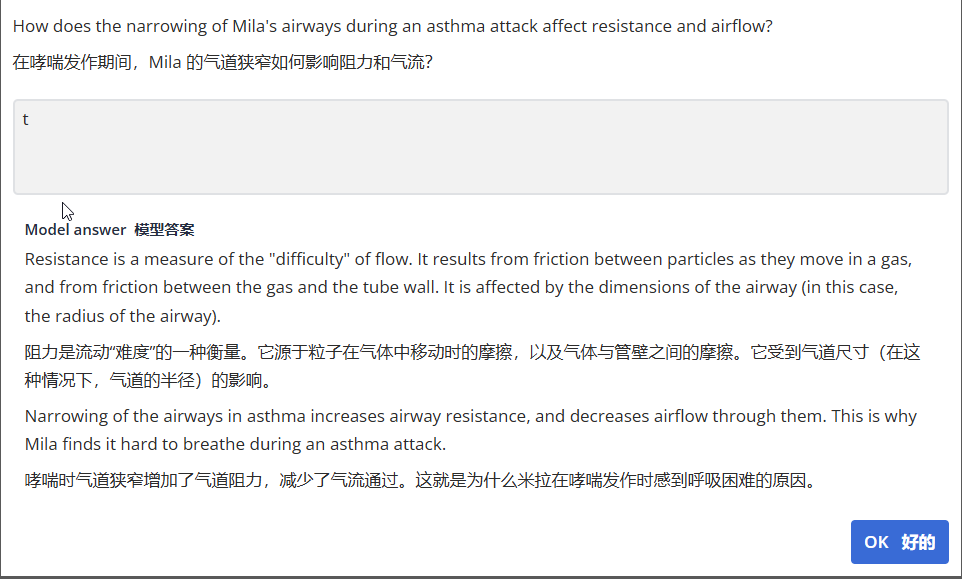 How does the narrowing of Mila's airways during an asthma attack affect resistance and airflow?
在哮喘发作期间，Mila 的气道狭窄如何影响阻力和气流？
t
Model answer 模型答案
Resistance is a measure of the "difficulty" of flow. It results from friction between particles as they move in a gas,
and from friction between the gas and the tube wall. It is affected by the dimensions of the airway (in this case,
the radius of the airway).
阻力是流动“难度”的一种衡量。它源于粒子在气体中移动时的摩擦，以及气体与管壁之间的摩擦。它受到气道尺寸（在这
种情况下，气道的半径）的影响。
Narrowing of the airways in asthma increases airway resistance, and decreases airflow through them. This is why
Mila finds it hard to breathe during an asthma attack.
哮喘时气道狭窄增加了气道阻力，减少了气流通过。这就是为什么米拉在哮喘发作时感到呼吸困难的原因。
OK 好的